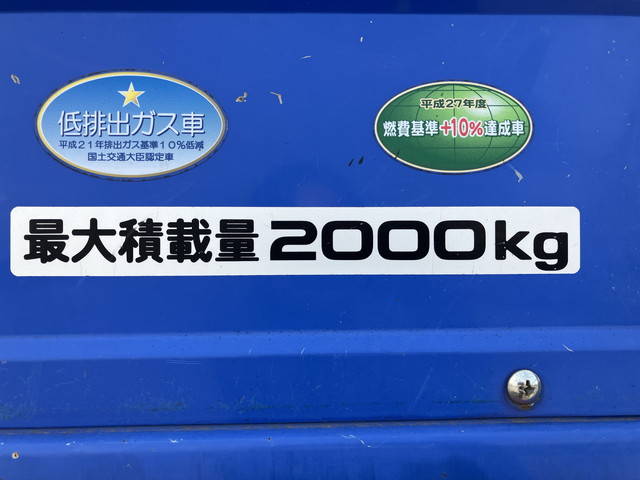 低排出ガス車
平成21年排出ガス基準10%低減
国土交通大臣認定車
平成27年度
燃費基準+10%達成車
最大積載量2000kg